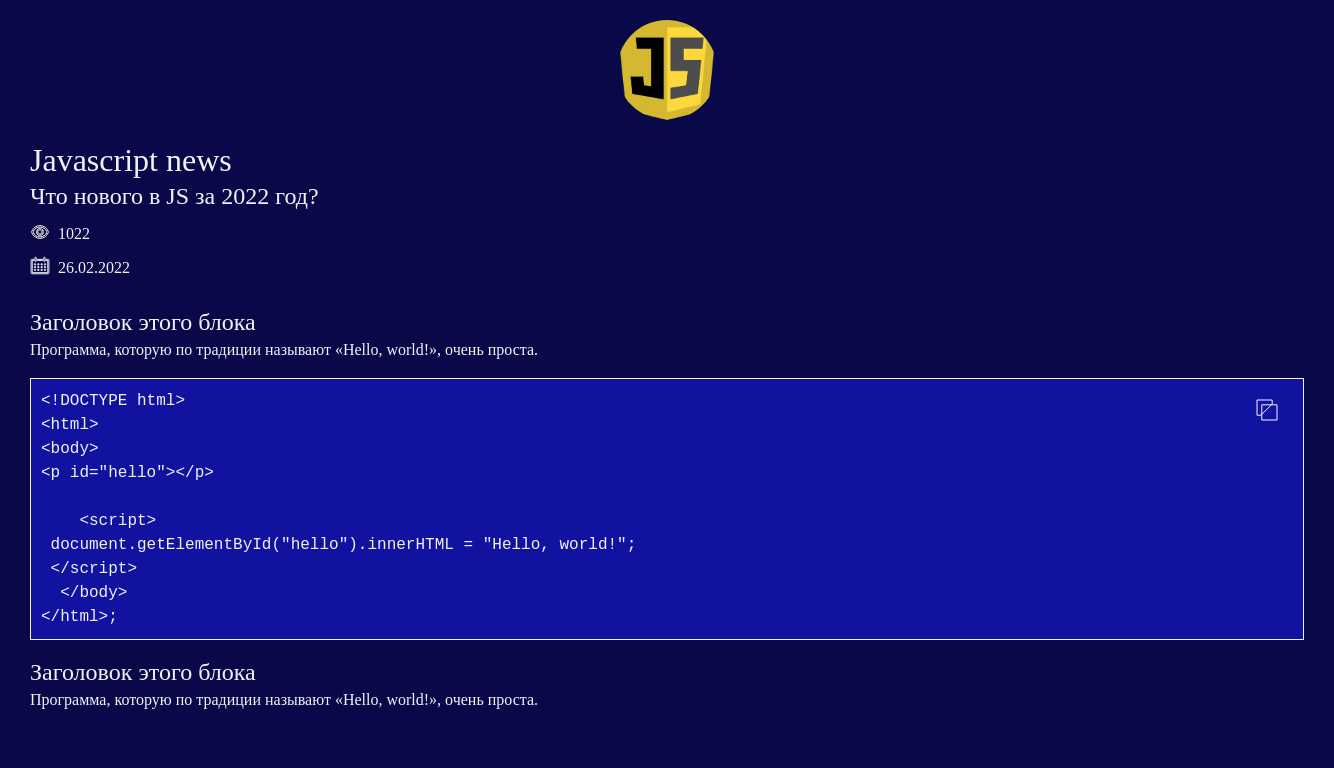 JS
Javascript news
Что нового в JS за 2022 год?
1022
26.02.2022
Заголовок этого блока
Программа, которую по традиции называют «Hello, world!», очень проста.
<!DOCTYPE html>
<html>
<body>
<p id="hello"></p>
    <script>
 document.getElementById("hello").innerHTML = "Hello, world!";
 </script>
  </body>
</html>;
Заголовок этого блока
Программа, которую по традиции называют «Hello, world!», очень проста.